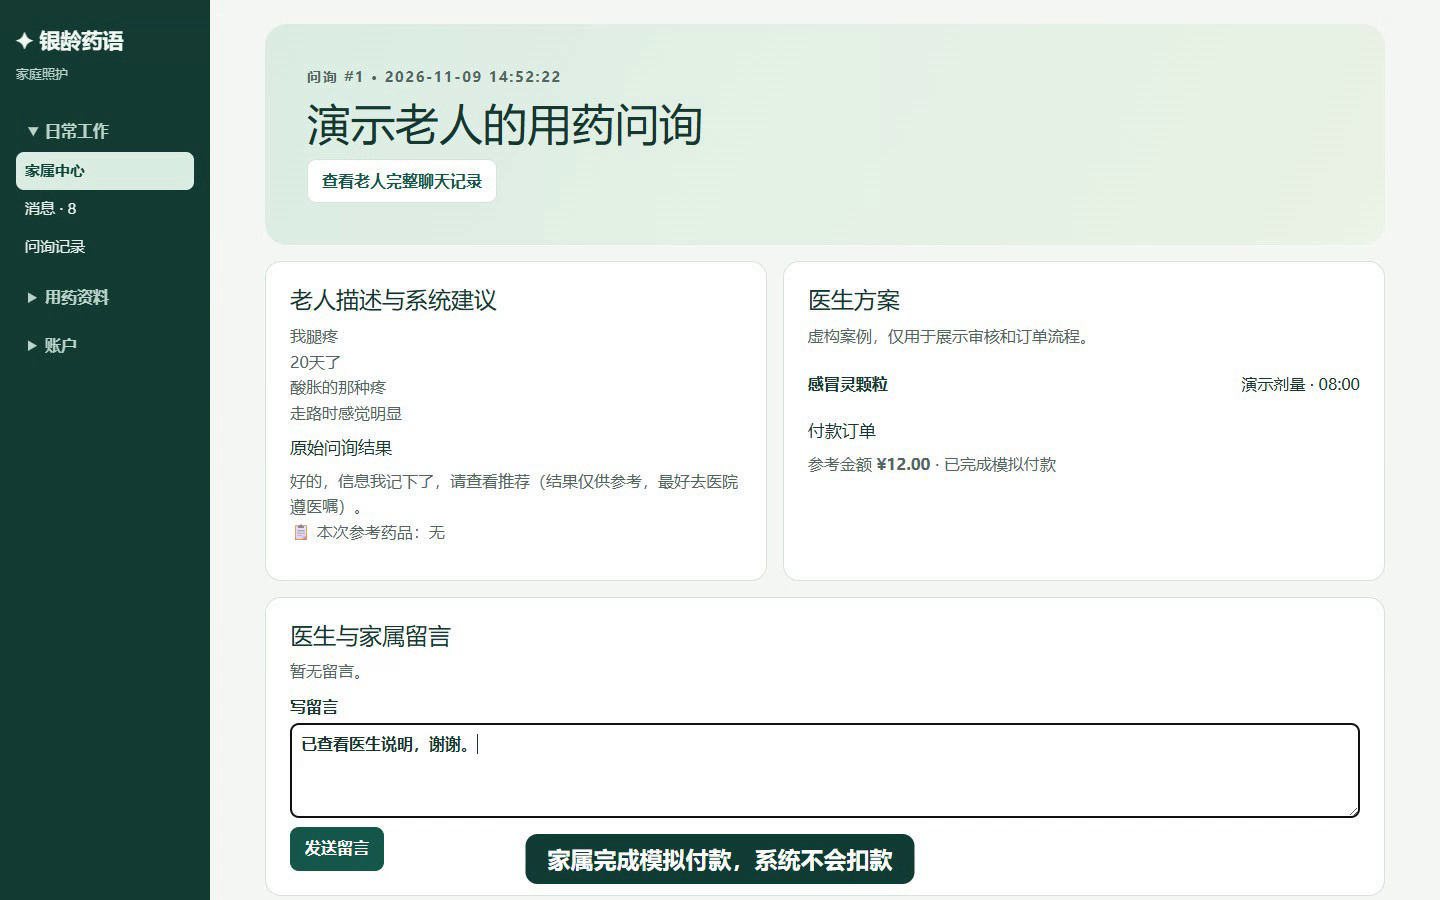 ✦ 银龄药语
家庭照护
▼ 日常工作
家属中心
消息 · 8
问询记录
▶ 用药资料
▶ 账户
问询 #1 • 2026-11-09 14:52:22
演示老人的用药问询
查看老人完整聊天记录
老人描述与系统建议
我腿疼
20天了
酸胀的那种疼
走路时感觉明显
原始问询结果
好的，信息我记下了，请查看推荐（结果仅供参考，最好去医院
遵医嘱）。
📋 本次参考药品：无
医生方案
虚构案例，仅用于展示审核和订单流程。
感冒灵颗粒 演示剂量 · 08:00
付款订单
参考金额 ¥12.00 · 已完成模拟付款
医生与家属留言
暂无留言。
写留言
已查看医生说明，谢谢。
发送留言
家属完成模拟付款，系统不会扣款